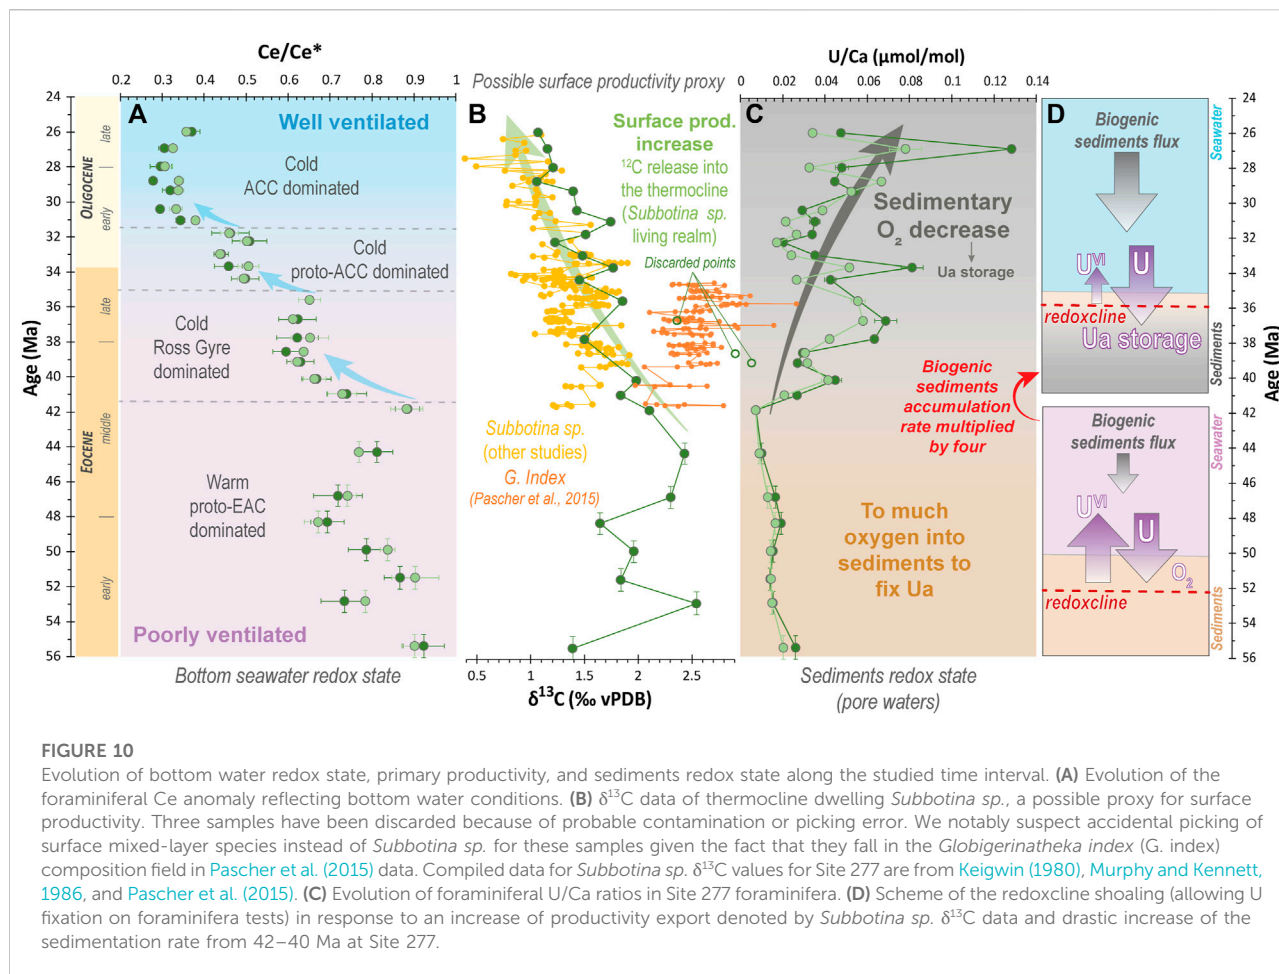 Ce/Ce*
0.2 0.3 0.4 0.5 0.6 0.7 0.8 0.9 1
Possible surface productivity proxy
U/Ca (µmol/mol)
0 0.02 0.04 0.06 0.08 0.1 0.12 0.14
Age (Ma)
24
26
28
30
32
34
36
38
40
42
44
46
48
50
52
54
56
OLIGOCENE
late
early
EOCENE
late
middle
early
A
Well ventilated
Cold
ACC dominated
Cold
proto-ACC dominated
Cold
Ross Gyre
dominated
Warm
proto-EAC
dominated
Poorly ventilated
Bottom seawater redox state
B
Surface prod.
increase
¹²C release into
the thermocline
(Subbotina sp.
living realm)
Discarded points
Subbotina sp.
(other studies)
G. Index
(Pascher et al., 2015)
0.5 1 1.5 2 2.5
δ¹³C (‰ vPDB)
C
Sedimentary
O₂ decrease
Ua storage
To much
oxygen into
sediments to
fix Ua
Biogenic
sediments
accumulation
rate multiplied
by four
Sediments redox state
(pore waters)
D
Biogenic
sediments flux
Seawater
Uⱽᴵ
U
redoxcline
Ua storage
Sediments
Biogenic
sediments flux
Seawater
Uⱽᴵ
U
O₂
redoxcline
Sediments
24
26
28
30
32
34
36
38
40
42
44
46
48
50
52
54
56
Age (Ma)
FIGURE 10
Evolution of bottom water redox state, primary productivity, and sediments redox state along the studied time interval. (A) Evolution of the
foraminiferal Ce anomaly reflecting bottom water conditions. (B) δ¹³C data of thermocline dwelling Subbotina sp., a possible proxy for surface
productivity. Three samples have been discarded because of probable contamination or picking error. We notably suspect accidental picking of
surface mixed-layer species instead of Subbotina sp. for these samples given the fact that they fall in the Globigerinatheka index (G. index)
composition field in Pascher et al. (2015) data. Compiled data for Subbotina sp. δ¹³C values for Site 277 are from Keigwin (1980), Murphy and Kennett,
1986, and Pascher et al. (2015). (C) Evolution of foraminiferal U/Ca ratios in Site 277 foraminifera. (D) Scheme of the redoxcline shoaling (allowing U
fixation on foraminifera tests) in response to an increase of productivity export denoted by Subbotina sp. δ¹³C data and drastic increase of the
sedimentation rate from 42–40 Ma at Site 277.